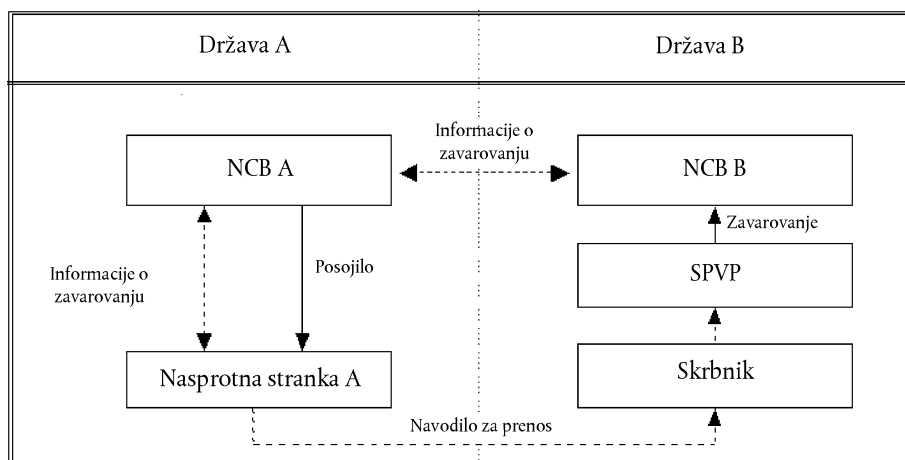 Država A
Država B
NCB A
Informacije o
zavarovanju
NCB B
Zavarovanje
Informacije o
zavarovanju
Posojilo
SPVP
Nasprotna stranka A
Skrbnik
Navodilo za prenos